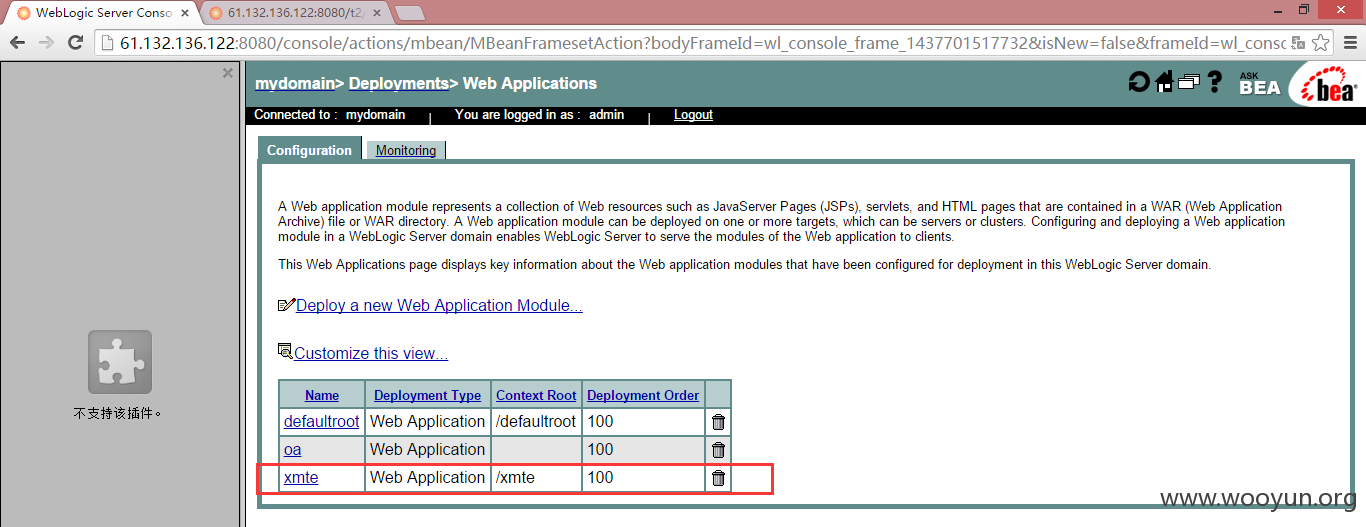 WebLogic Server Conso
61.132.136.122:8080/t2/
61.132.136.122:8080/console/actions/mbean/MBeanFramesetAction?bodyFrameId=wl_console_frame_1437701517732&isNew=false&frameId=wl_conso
mydomain> Deployments> Web Applications
ASK
BEA
bea
Connected to : mydomain | You are logged in as : admin | Logout
Configuration Monitoring
A Web application module represents a collection of Web resources such as JavaServer Pages (JSPs), servlets, and HTML pages that are contained in a WAR (Web Application
Archive) file or WAR directory. A Web application module can be deployed on one or more targets, which can be servers or clusters. Configuring and deploying a Web application
module in a WebLogic Server domain enables WebLogic Server to serve the modules of the Web application to clients.
This Web Applications page displays key information about the Web application modules that have been configured for deployment in this WebLogic Server domain.
Deploy a new Web Application Module...
Customize this view...
Name Deployment Type Context Root Deployment Order
defaultroot Web Application /defaultroot 100
oa Web Application 100
xmte Web Application /xmte 100
不支持该插件。
www.wooyun.org